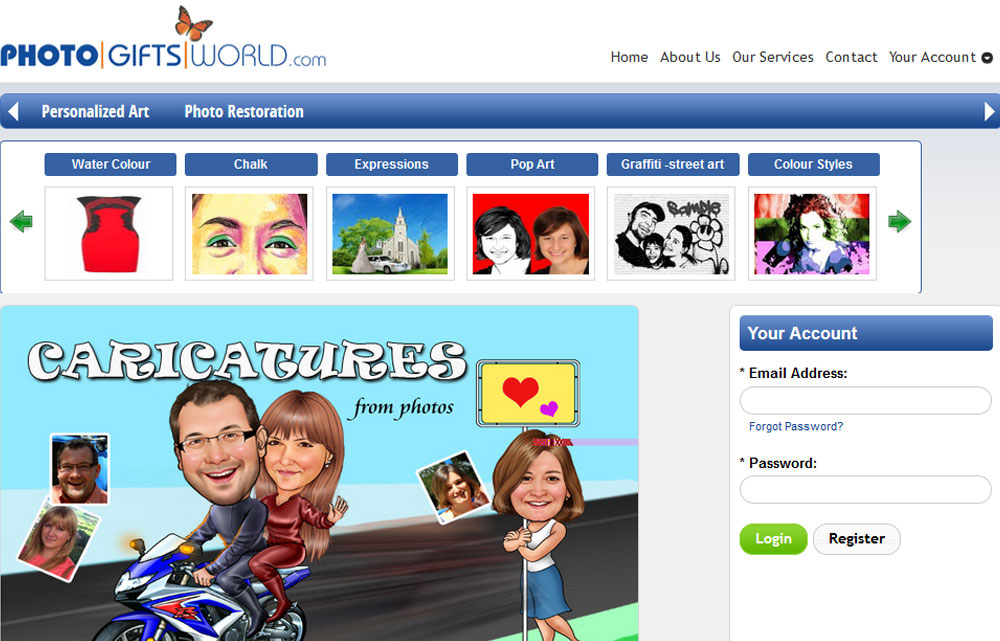 PHOTO|GIFTS|WORLD.com
Home About Us Our Services Contact Your Account
Personalized Art Photo Restoration
Water Colour Chalk Expressions Pop Art Graffiti -street art Colour Styles
Sample
CARICATURES
from photos
Your Account
* Email Address:
Forgot Password?
* Password:
Login Register